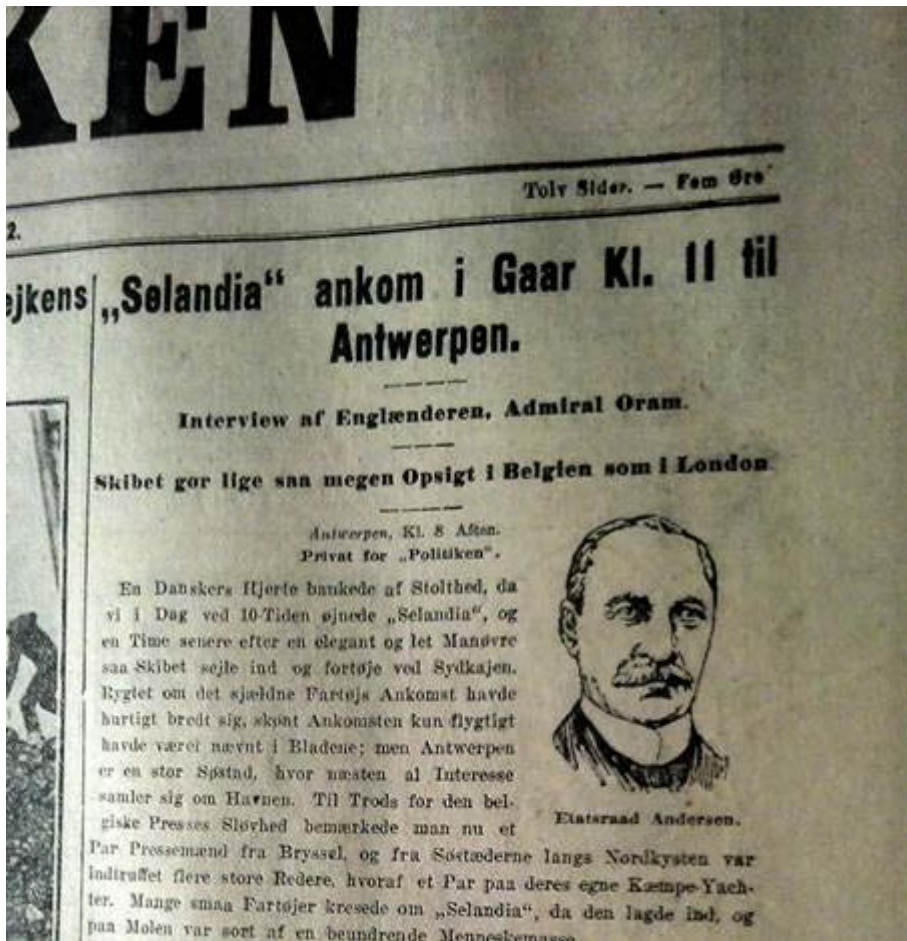 KEN
Tolv Sider. — Fem Øre
2.
ejkens
„Selandia“ ankom i Gaar Kl. 11 til
Antwerpen.
Interview af Englænderen, Admiral Oram.
Skibet gør lige saa megen Opsigt i Belgien som i London
Antwerpen, Kl. 8 Aften.
Privat for „Politiken“.
En Danskers Hjerte bankede af Stolthed, da
vi i Dag ved 10-Tiden øjnede „Selandia“, og
en Time senere efter en elegant og let Manøvre
saa Skibet sejle ind og fortøje ved Sydkajen.
Rygtet om det sjældne Fartøjs Ankomst havde
hurtigt bredt sig, skønt Ankomsten kun flygtigt
havde været nævnt i Bladene; men Antwerpen
er en stor Søstad, hvor næsten al Interesse
samler sig om Havnen. Til Trods for den bel-
giske Presses Sløvhed bemærkede man nu et
Par Pressemænd fra Bryssel, og fra Søstæderne langs Nordkysten var
indtruffet flere store Redere, hvoraf et Par paa deres egne Kæmpe-Yach-
ter. Mange smaa Fartøjer kresede om „Selandia“, da den lagde ind, og
paa Molen var sort af en beundrende Menneskemasse
Etatsraad Andersen.